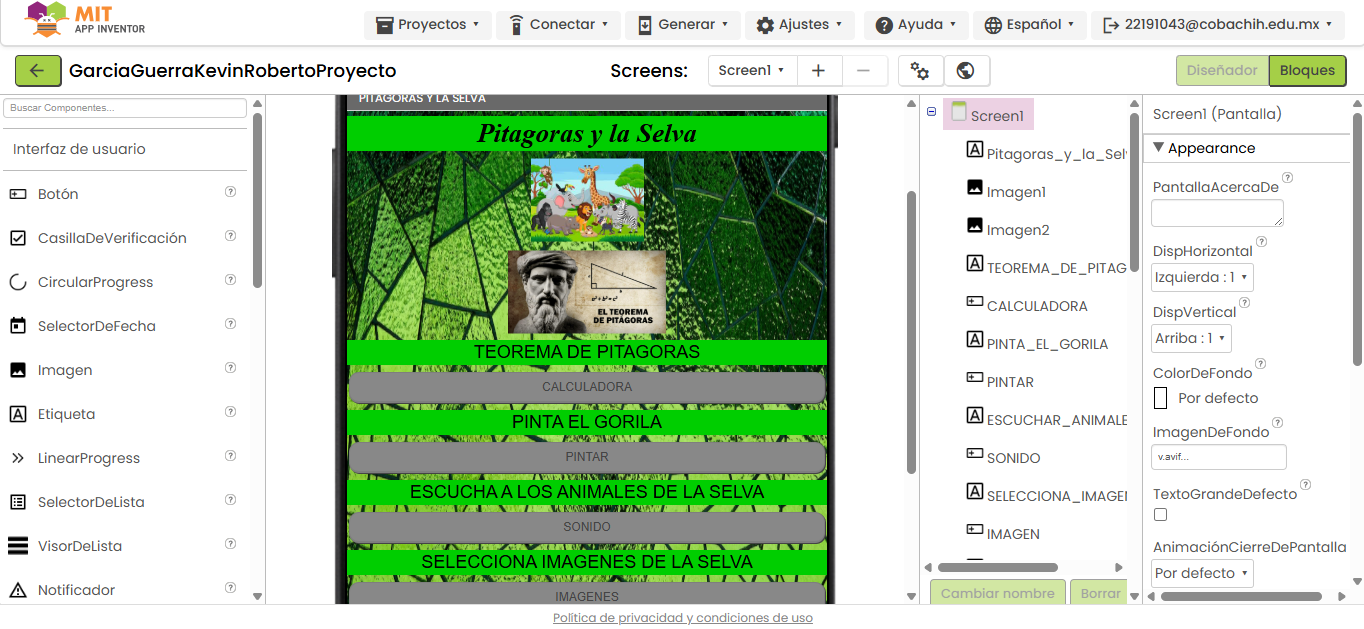 MIT
APP INVENTOR
Proyectos
Conectar
Generar
Ajustes
Ayuda
Español
22191043@cobachih.edu.mx
GarciaGuerraKevinRobertoProyecto
Screens:
Screen1
Diseñador
Bloques
Buscar Componentes...
Interfaz de usuario
Botón
CasillaDeVerificación
CircularProgress
SelectorDeFecha
Imagen
Etiqueta
LinearProgress
SelectorDeLista
VisorDeLista
Notificador
PITAGORAS Y LA SELVA
Pitagoras y la Selva
c² + b² = c²
EL TEOREMA
DE PITÁGORAS
TEOREMA DE PITAGORAS
CALCULADORA
PINTA EL GORILA
PINTAR
ESCUCHA A LOS ANIMALES DE LA SELVA
SONIDO
SELECCIONA IMAGENES DE LA SELVA
IMAGENES
Screen1
Pitagoras_y_la_Sel
Imagen1
Imagen2
TEOREMA_DE_PITAG
CALCULADORA
PINTA_EL_GORILA
PINTAR
ESCUCHAR_ANIMALE
SONIDO
SELECCIONA_IMAGEN
IMAGEN
Cambiar nombre
Borrar
Screen1 (Pantalla)
Appearance
PantallaAcercaDe
DispHorizontal
Izquierda : 1
DispVertical
Arriba : 1
ColorDeFondo
Por defecto
ImagenDeFondo
v.avif...
TextoGrandeDefecto
AnimaciónCierreDePantalla
Por defecto
Política de privacidad y condiciones de uso